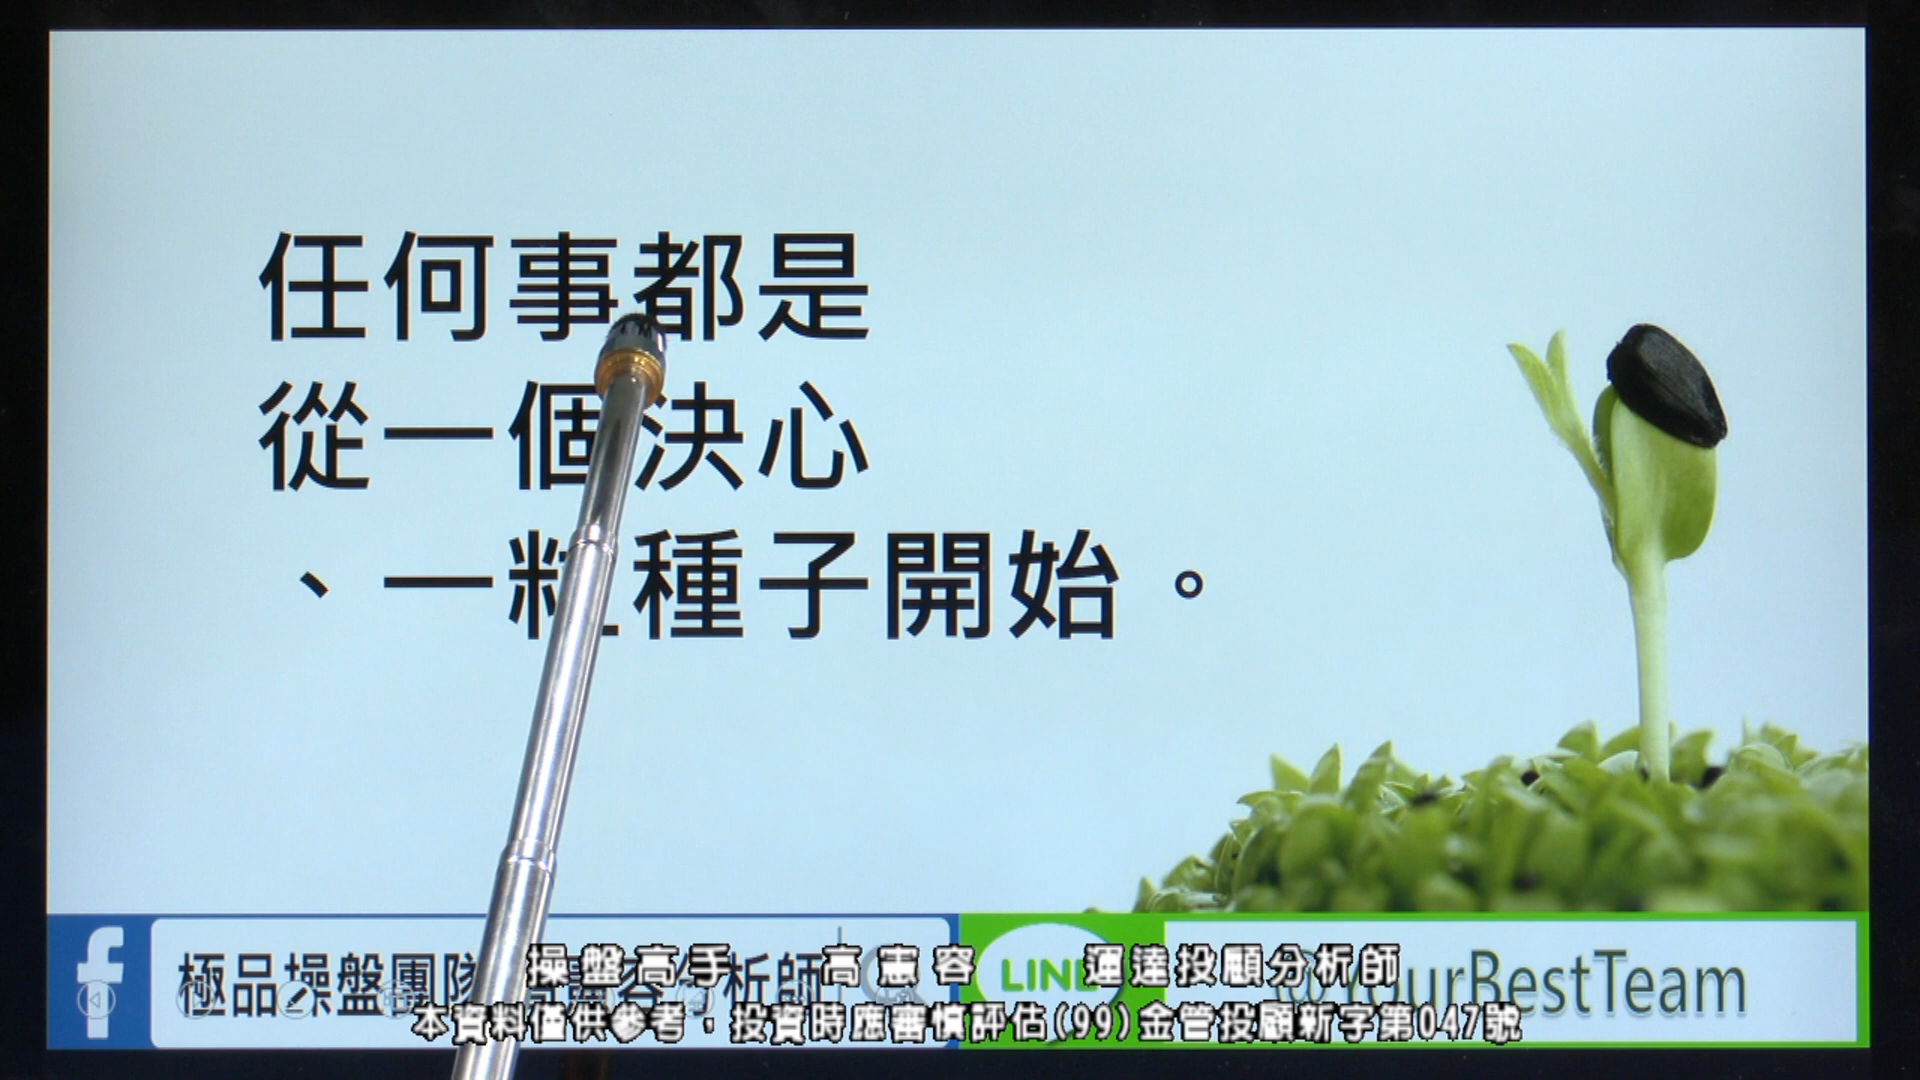 任何事都是
從一個決心
、一粒種子開始。
極品操盤團隊 析師
LINE
YourBestTeam
操盤高手 高憲容 運達投顧分析師
本資料僅供參考，投資時應審慎評估(99)金管投顧新字第047號